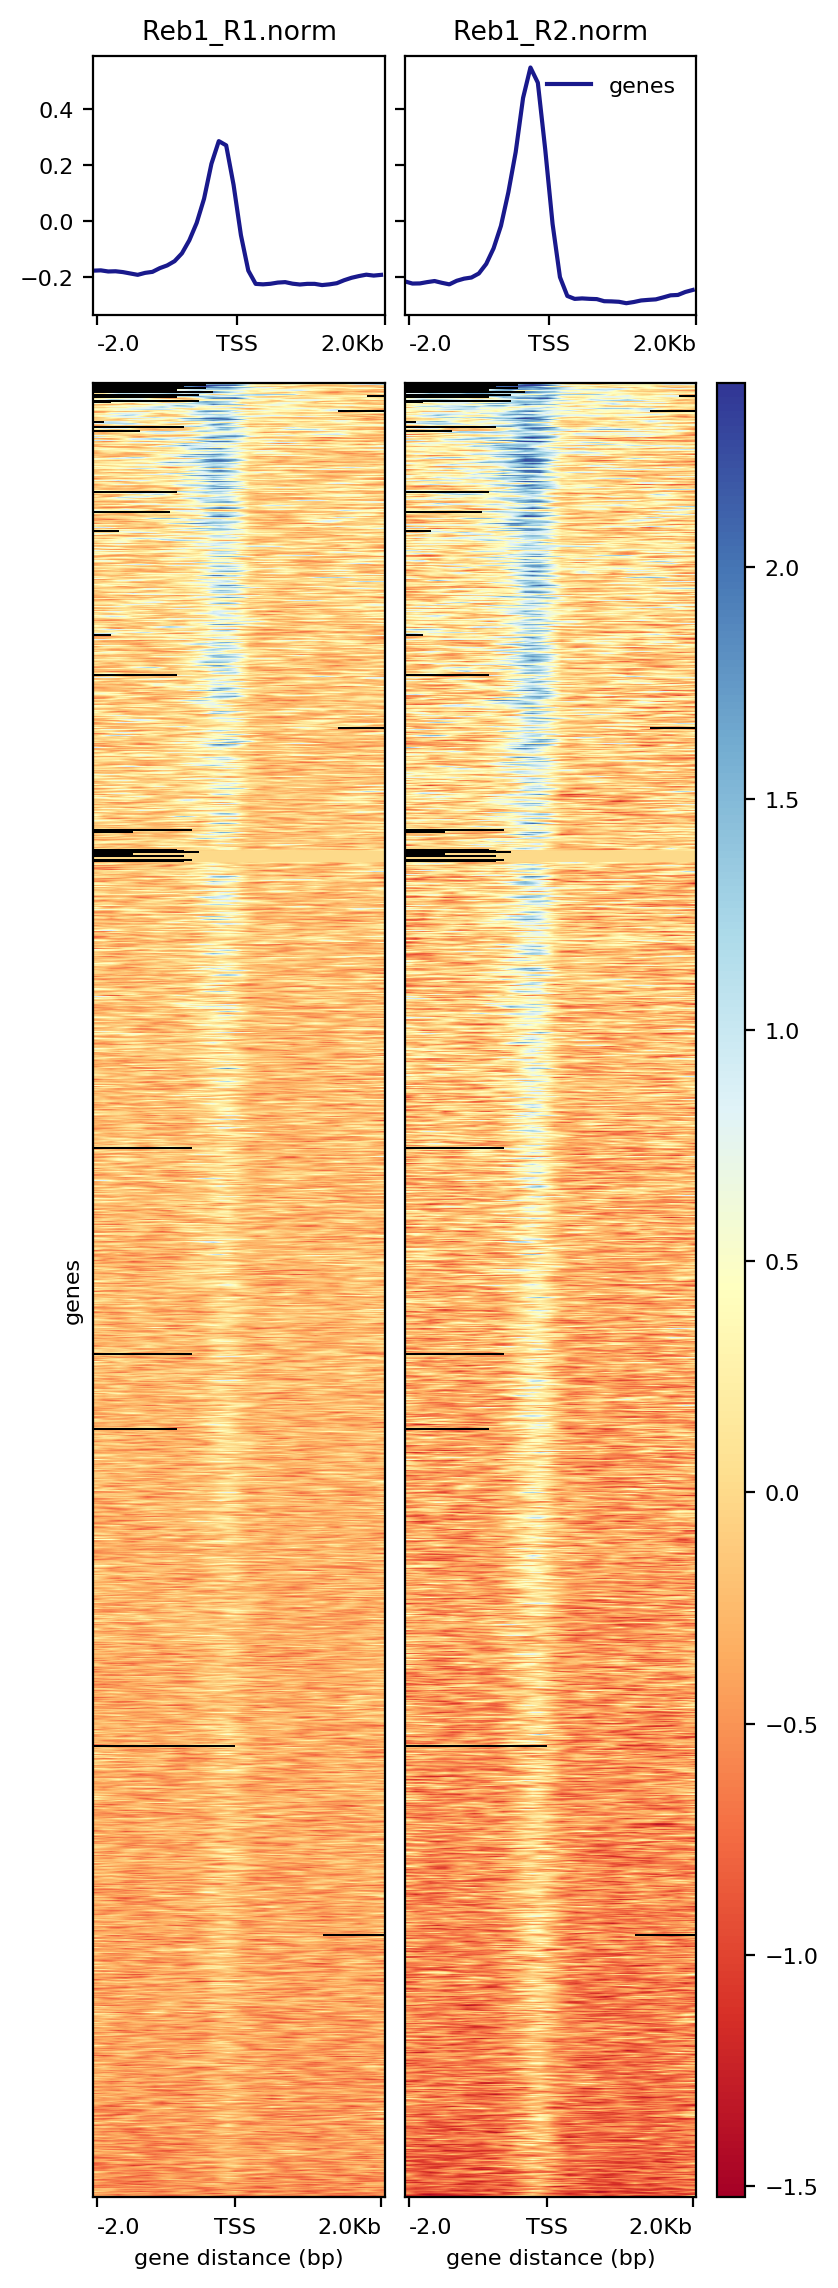 Reb1_R1.norm Reb1_R2.norm
genes
0.4
0.2
0.0
−0.2
-2.0 TSS 2.0Kb -2.0 TSS 2.0Kb
2.0
1.5
1.0
0.5
genes
0.0
−0.5
−1.0
−1.5
-2.0 TSS 2.0Kb -2.0 TSS 2.0Kb
gene distance (bp) gene distance (bp)